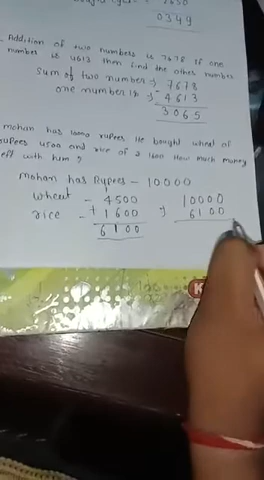 2650
0349
Addition of two numbers is 7678 If one
number is 4613 then find the other number
Sum of two number :- 7678
one number is :- 4613
3065
mohan has 10000 rupees He bought wheat of
rupees 4500 and rice of 1600 How much money
left with him ?
mohan has Rupees - 10000
wheat - 4500 10000
rice - + 1600 - 6100
6100